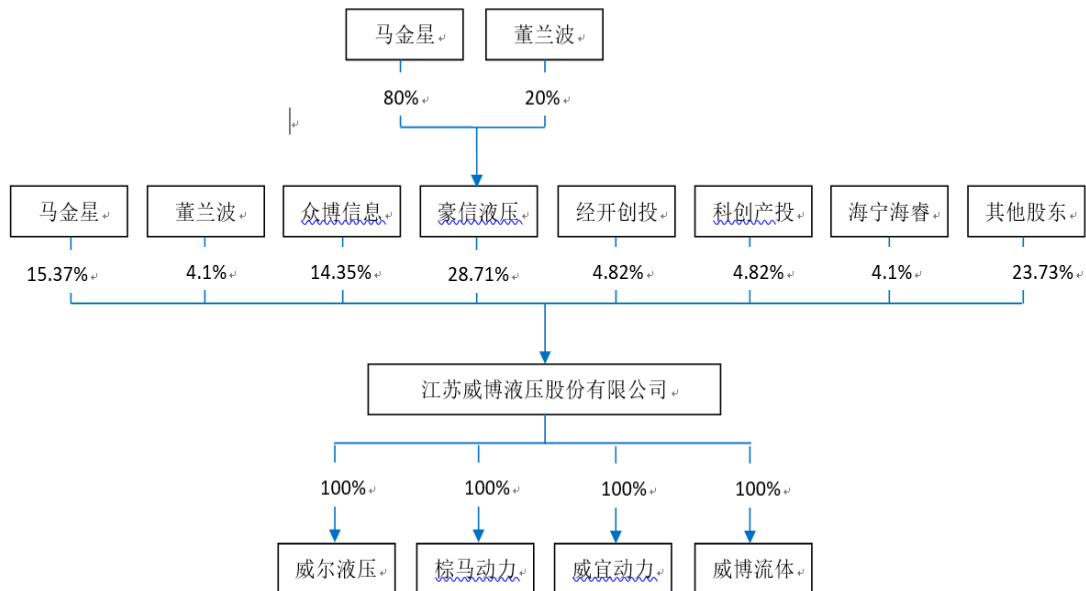 马金星 董兰波
80% 20%
马金星 董兰波 众博信息 豪信液压 经开创投 科创产投 海宁海睿 其他股东
15.37% 4.1% 14.35% 28.71% 4.82% 4.82% 4.1% 23.73%
江苏威博液压股份有限公司
100% 100% 100% 100%
威尔液压 棕马动力 威宜动力 威博流体